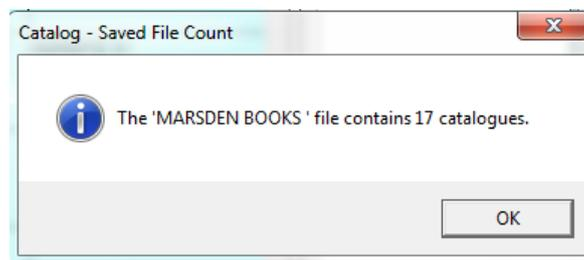 Catalog - Saved File Count
The 'MARSDEN BOOKS ' file contains 17 catalogues.
OK